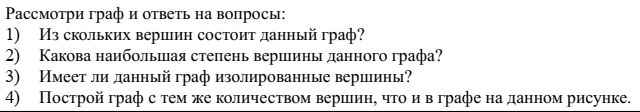 Рассмотри граф и ответь на вопросы:
1) Из скольких вершин состоит данный граф?
2) Какова наибольшая степень вершины данного графа?
3) Имеет ли данный граф изолированные вершины?
4) Построй граф с тем же количеством вершин, что и в графе на данном рисунке.